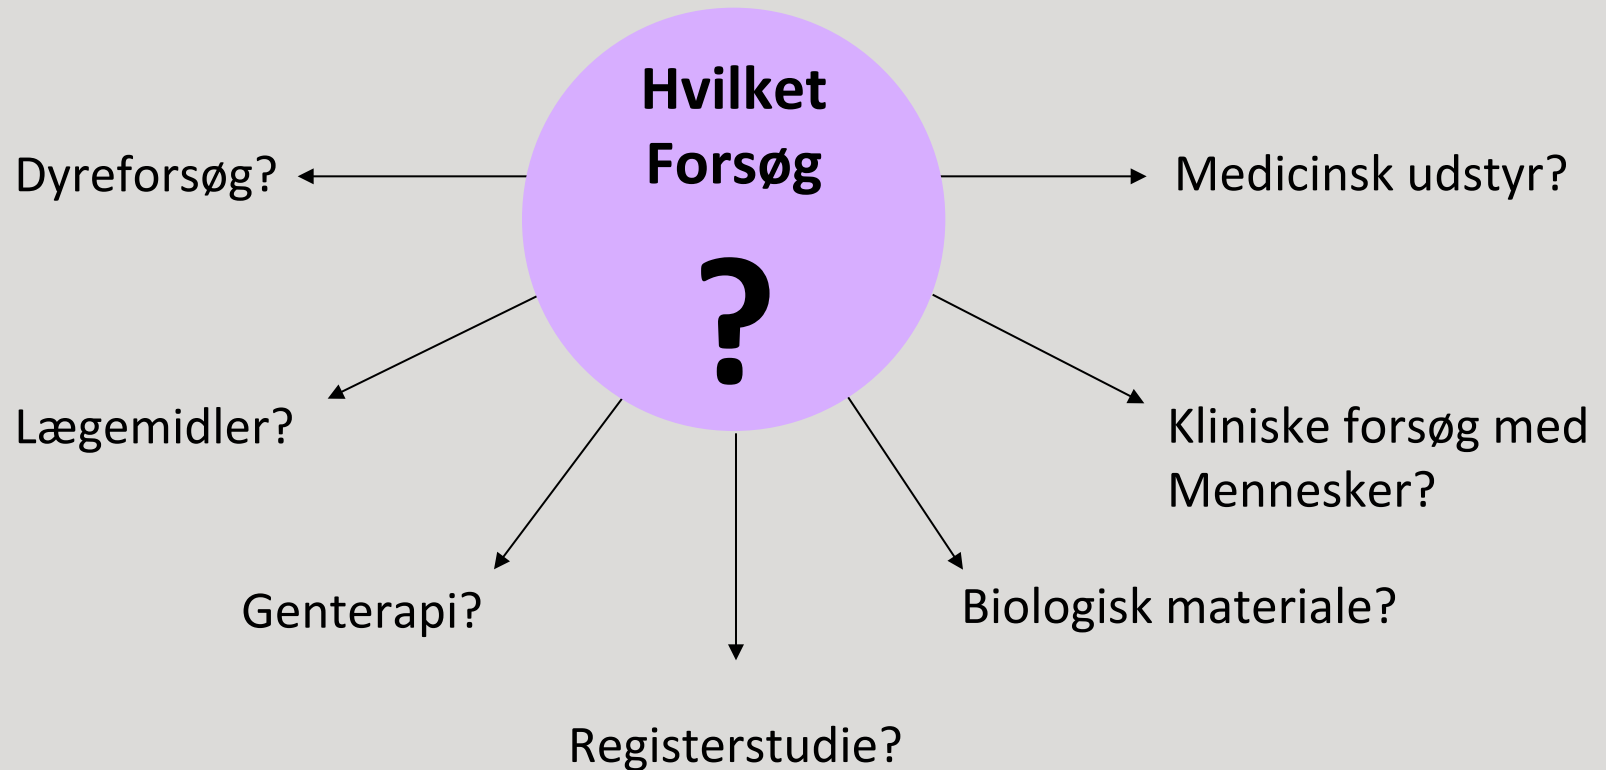 Hvilket
Forsøg
?
Dyreforsøg?
Medicinsk udstyr?
Lægemidler?
Kliniske forsøg med
Mennesker?
Genterapi?
Biologisk materiale?
Registerstudie?